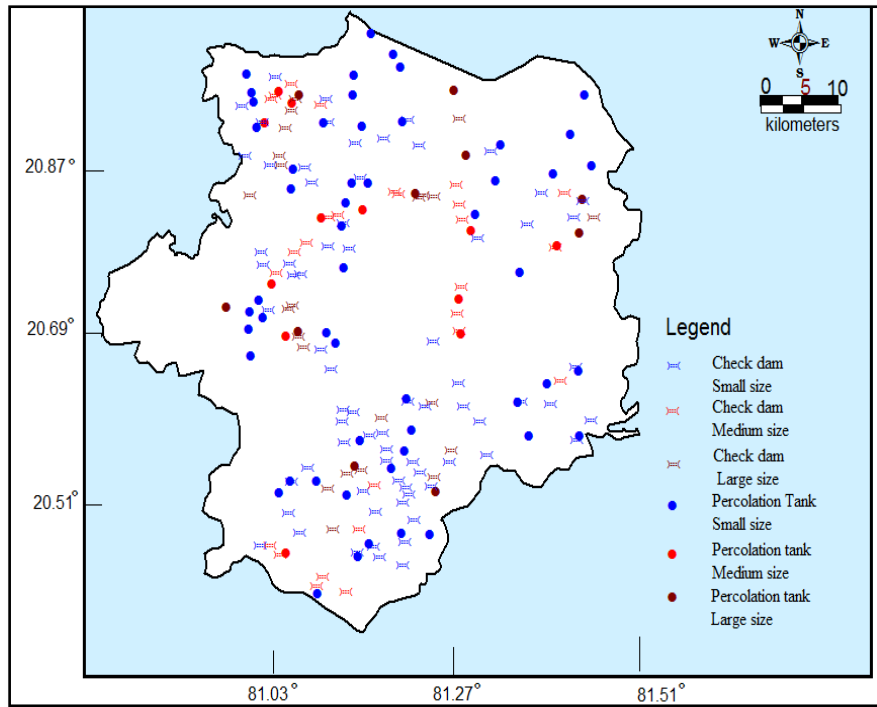 N
W E
S
0 5 10
kilometers
20.87°
20.69°
20.51°
Legend
Check dam
Small size
Check dam
Medium size
Check dam
Large size
Percolation Tank
Small size
Percolation tank
Medium size
Percolation tank
Large size
81.03° 81.27° 81.51°